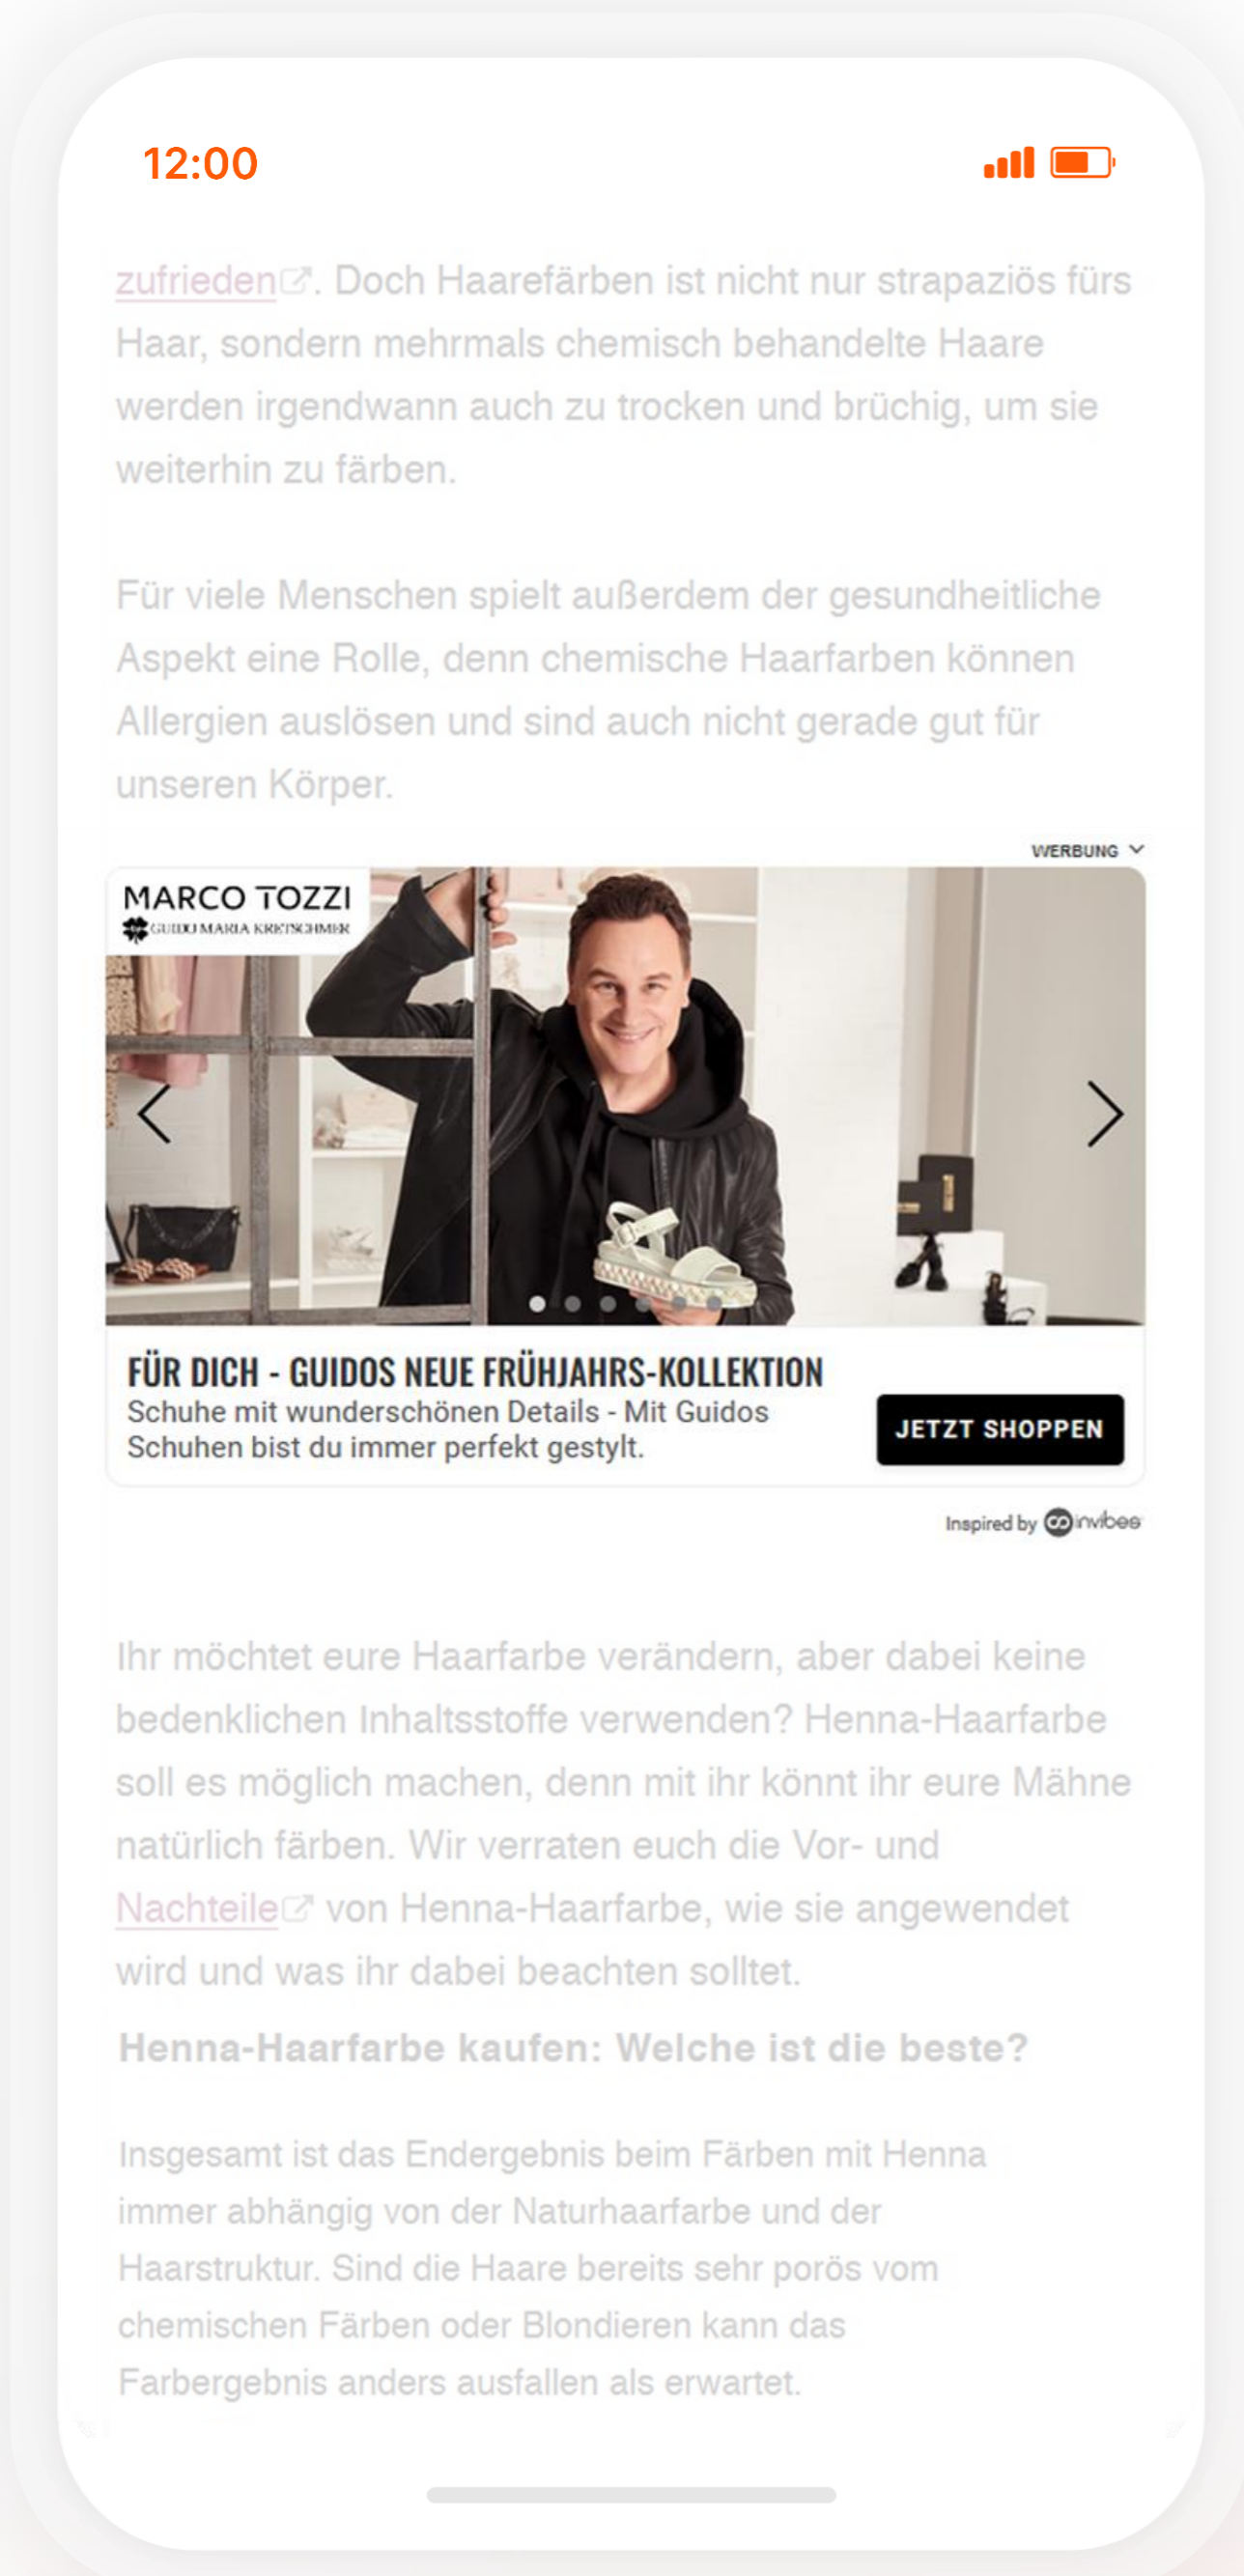 12:00
zufrieden. Doch Haarefärben ist nicht nur strapaziös fürs
Haar, sondern mehrmals chemisch behandelte Haare
werden irgendwann auch zu trocken und brüchig, um sie
weiterhin zu färben.
Für viele Menschen spielt außerdem der gesundheitliche
Aspekt eine Rolle, denn chemische Haarfarben können
Allergien auslösen und sind auch nicht gerade gut für
unseren Körper.
WERBUNG
MARCO TOZZI
GUIDO MARIA KRETSCHMER
FÜR DICH - GUIDOS NEUE FRÜHJAHRS-KOLLEKTION
Schuhe mit wunderschönen Details - Mit Guidos
Schuhen bist du immer perfekt gestylt.
JETZT SHOPPEN
Inspired by invibes
Ihr möchtet eure Haarfarbe verändern, aber dabei keine
bedenklichen Inhaltsstoffe verwenden? Henna-Haarfarbe
soll es möglich machen, denn mit ihr könnt ihr eure Mähne
natürlich färben. Wir verraten euch die Vor- und
Nachteile von Henna-Haarfarbe, wie sie angewendet
wird und was ihr dabei beachten solltet.
Henna-Haarfarbe kaufen: Welche ist die beste?
Insgesamt ist das Endergebnis beim Färben mit Henna
immer abhängig von der Naturhaarfarbe und der
Haarstruktur. Sind die Haare bereits sehr porös vom
chemischen Färben oder Blondieren kann das
Farbergebnis anders ausfallen als erwartet.